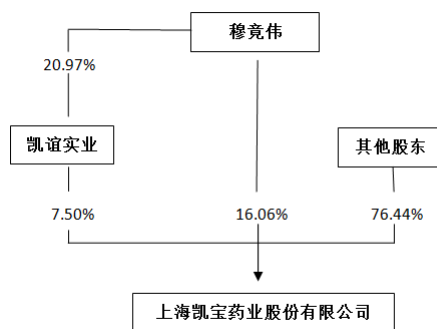 穆竟伟
20.97%
凯谊实业
其他股东
7.50%
16.06%
76.44%
上海凯宝药业股份有限公司